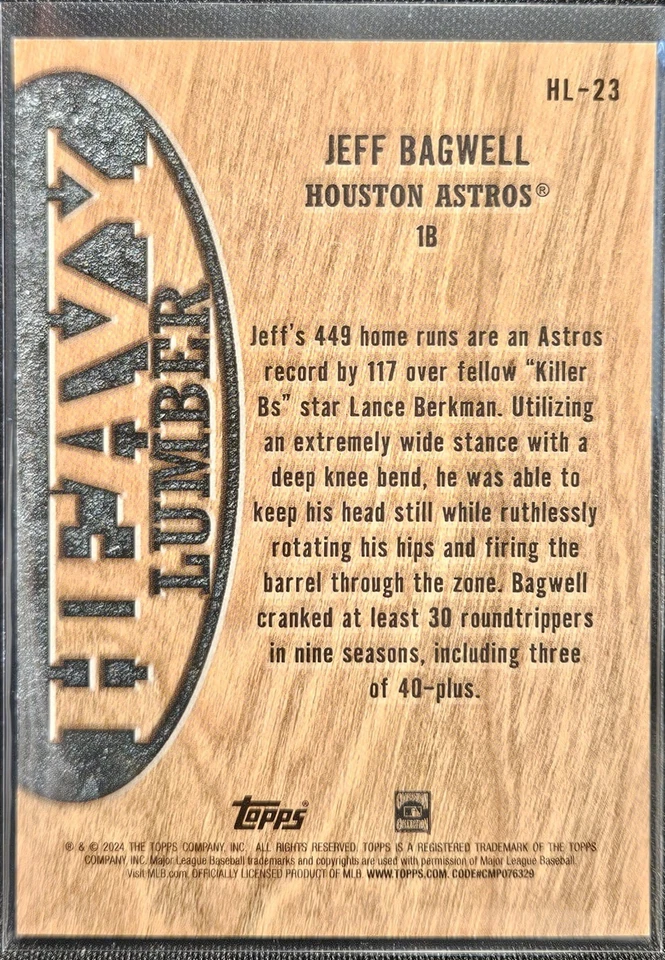 HL-23
JEFF BAGWELL
HOUSTON ASTROS®
1B
HEAVY
LUMBER
Jeff's 449 home runs are an Astros
record by 117 over fellow “Killer
Bs” star Lance Berkman. Utilizing
an extremely wide stance with a
deep knee bend, he was able to
keep his head still while ruthlessly
rotating his hips and firing the
barrel through the zone. Bagwell
cranked at least 30 roundtrippers
in nine seasons, including three
of 40-plus.
Topps®
® & © 2024 THE TOPPS COMPANY, INC. ALL RIGHTS RESERVED. TOPPS IS A REGISTERED TRADEMARK OF THE TOPPS
COMPANY, INC. Major League Baseball trademarks and copyrights are used with permission of Major League Baseball.
Visit MLB.com. OFFICIALLY LICENSED PRODUCT OF MLB. WWW.TOPPS.COM. CODE#CMP076329